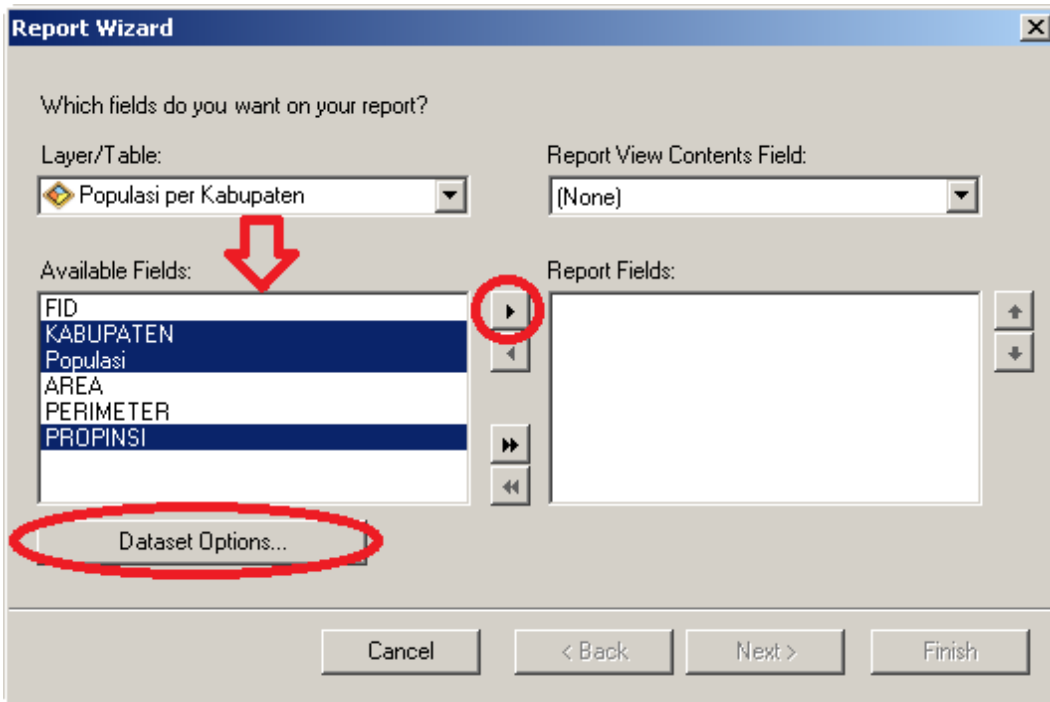 Report Wizard
Which fields do you want on your report?
Layer/Table:
Populasi per Kabupaten
Report View Contents Field:
(None)
Available Fields:
FID
KABUPATEN
Populasi
AREA
PERIMETER
PROPINSI
Report Fields:
Dataset Options...
Cancel
< Back
Next >
Finish